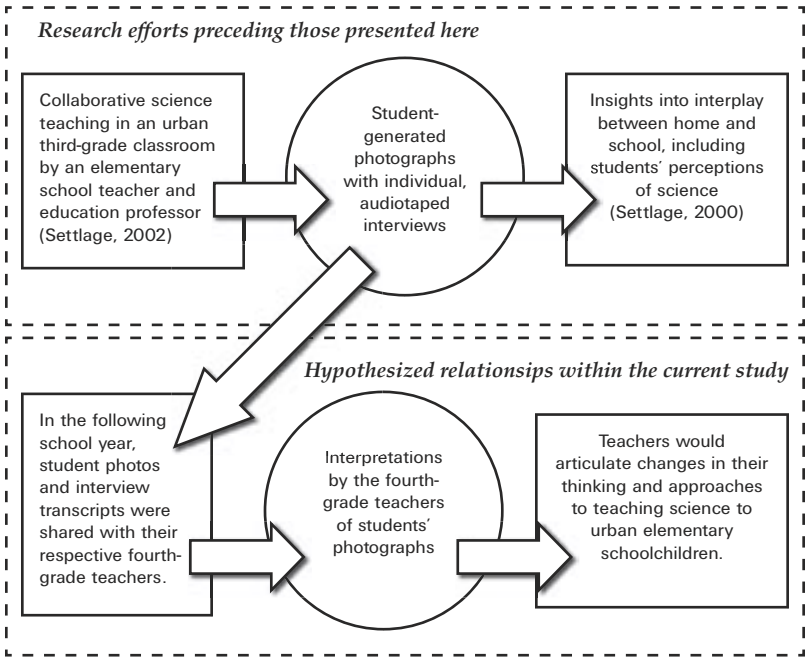 Research efforts preceding those presented here
Collaborative science
teaching in an urban
third-grade classroom
by an elementary
school teacher and
education professor
(Settlage, 2002)
Student-
generated
photographs
with individual,
audiotaped
interviews
Insights into interplay
between home and
school, including
students’ perceptions
of science
(Settlage, 2000)
Hypothesized relationsips within the current study
In the following
school year,
student photos
and interview
transcripts were
shared with their
respective fourth-
grade teachers.
Interpretations
by the fourth-
grade teachers
of students’
photographs
Teachers would
articulate changes in their
thinking and approaches
to teaching science to
urban elementary
schoolchildren.